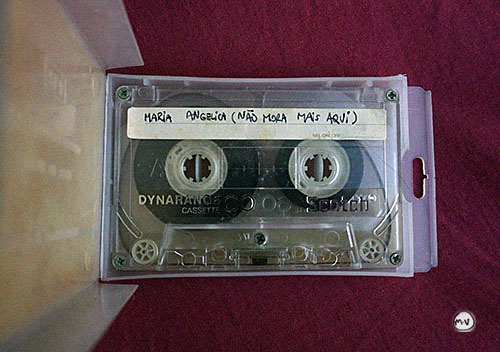 MARIA ANGELICA (NÃO MORA MAIS AQUI)
DYNARANGE
CASSETTE
Scotch
M.V